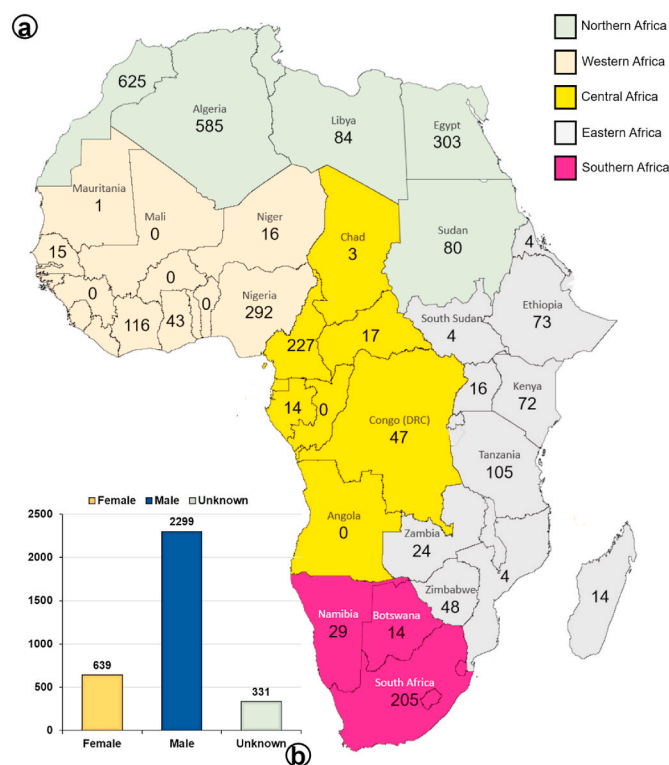 a
Northern Africa
Western Africa
Central Africa
Eastern Africa
Southern Africa
625
Algeria
585
Libya
84
Egypt
303
Mauritania
1
Mali
0
Niger
16
Chad
3
Sudan
80
4
15
0
0
116
43
0
Nigeria
292
South Sudan
4
Ethiopia
73
227
17
14
0
Congo (DRC)
47
16
Kenya
72
Tanzania
105
Angola
0
Zambia
24
4
Zimbabwe
48
14
Namibia
29
Botswana
14
South Africa
205
Female Male Unknown
2500
2000
1500
1000
500
0
639
2299
331
Female Male Unknown
b